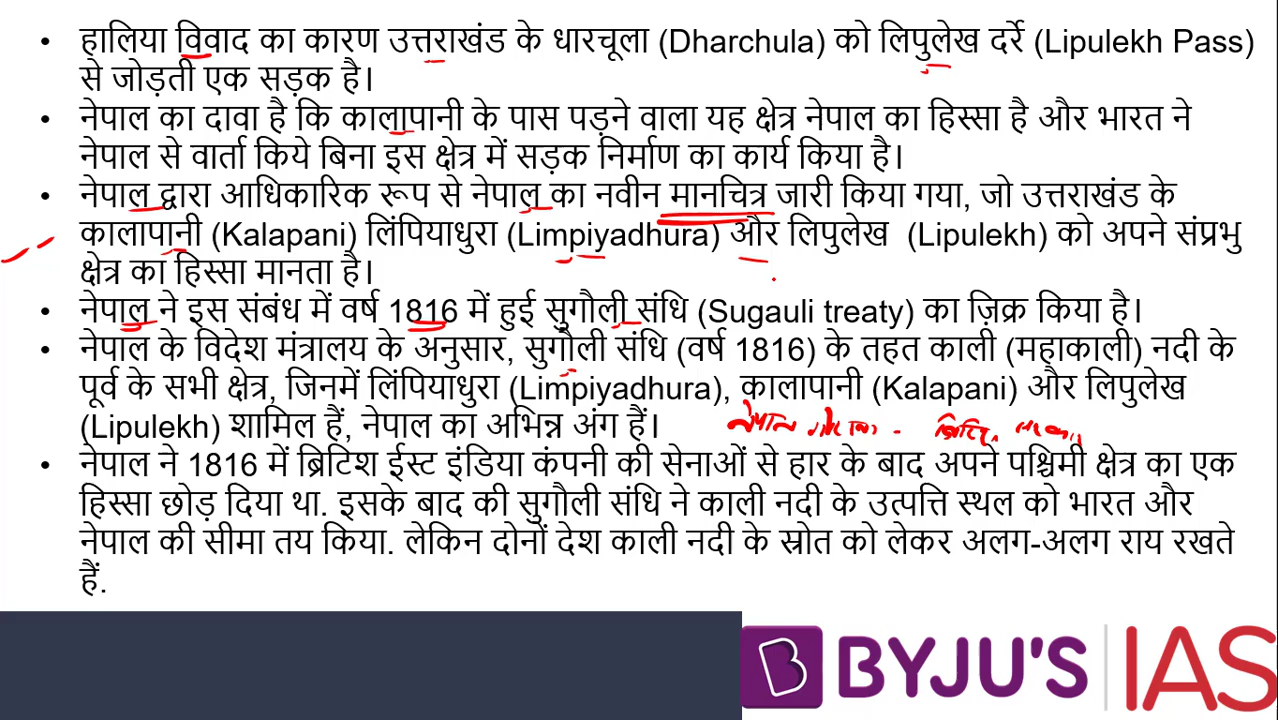 • हालिया विवाद का कारण उत्तराखंड के धारचूला (Dharchula) को लिपुलेख दर्रे (Lipulekh Pass)
से जोड़ती एक सड़क है।
• नेपाल का दावा है कि कालापानी के पास पड़ने वाला यह क्षेत्र नेपाल का हिस्सा है और भारत ने
नेपाल से वार्ता किये बिना इस क्षेत्र में सड़क निर्माण का कार्य किया है।
• नेपाल द्वारा आधिकारिक रूप से नेपाल का नवीन मानचित्र जारी किया गया, जो उत्तराखंड के
कालापानी (Kalapani) लिंपियाधुरा (Limpiyadhura) और लिपुलेख (Lipulekh) को अपने संप्रभु
क्षेत्र का हिस्सा मानता है।
• नेपाल ने इस संबंध में वर्ष 1816 में हुई सुगौली संधि (Sugauli treaty) का ज़िक्र किया है।
• नेपाल के विदेश मंत्रालय के अनुसार, सुगौली संधि (वर्ष 1816) के तहत काली (महाकाली) नदी के
पूर्व के सभी क्षेत्र, जिनमें लिंपियाधुरा (Limpiyadhura), कालापानी (Kalapani) और लिपुलेख
(Lipulekh) शामिल हैं, नेपाल का अभिन्न अंग हैं।
नेपाल - ब्रिटिश
• नेपाल ने 1816 में ब्रिटिश ईस्ट इंडिया कंपनी की सेनाओं से हार के बाद अपने पश्चिमी क्षेत्र का एक
हिस्सा छोड़ दिया था. इसके बाद की सुगौली संधि ने काली नदी के उत्पत्ति स्थल को भारत और
नेपाल की सीमा तय किया. लेकिन दोनों देश काली नदी के स्रोत को लेकर अलग-अलग राय रखते
हैं.
BYJU'S IAS